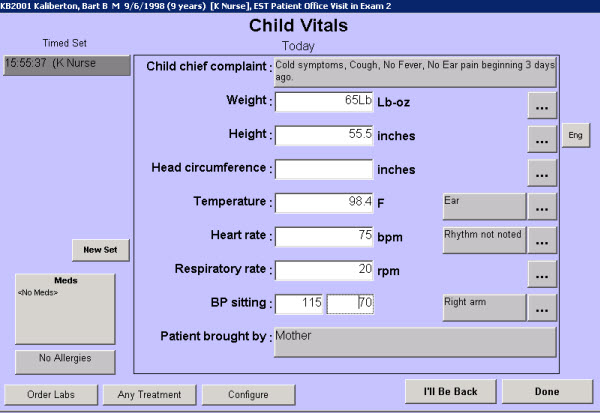 KB2001 Kaliberton, Bart B M 9/6/1998 (9 years) [K Nurse], EST Patient Office Visit in Exam 2
Child Vitals
Timed Set
Today
15:55:37 (K Nurse
Child chief complaint : Cold symptoms, Cough, No Fever, No Ear pain beginning 3 days
ago.
Weight : 65Lb Lb-oz ...
Height : 55.5 inches ... Eng
Head circumference : inches ...
Temperature : 98.4 F Ear ...
Heart rate : 75 bpm Rhythm not noted ...
New Set
Respiratory rate : 20 rpm ...
Meds
<No Meds>
BP sitting : 115 70 Right arm ...
Patient brought by : Mother
No Allergies
Order Labs Any Treatment Configure I'll Be Back Done